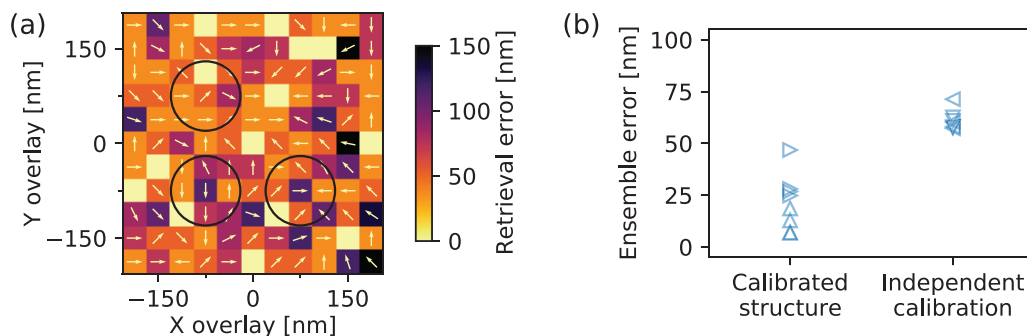 (a)
150
0
−150
Y overlay [nm]
−150
0
150
X overlay [nm]
150
100
50
0
Retrieval error [nm]
(b)
100
75
50
25
0
Ensemble error [nm]
Calibrated
structure
Independent
calibration